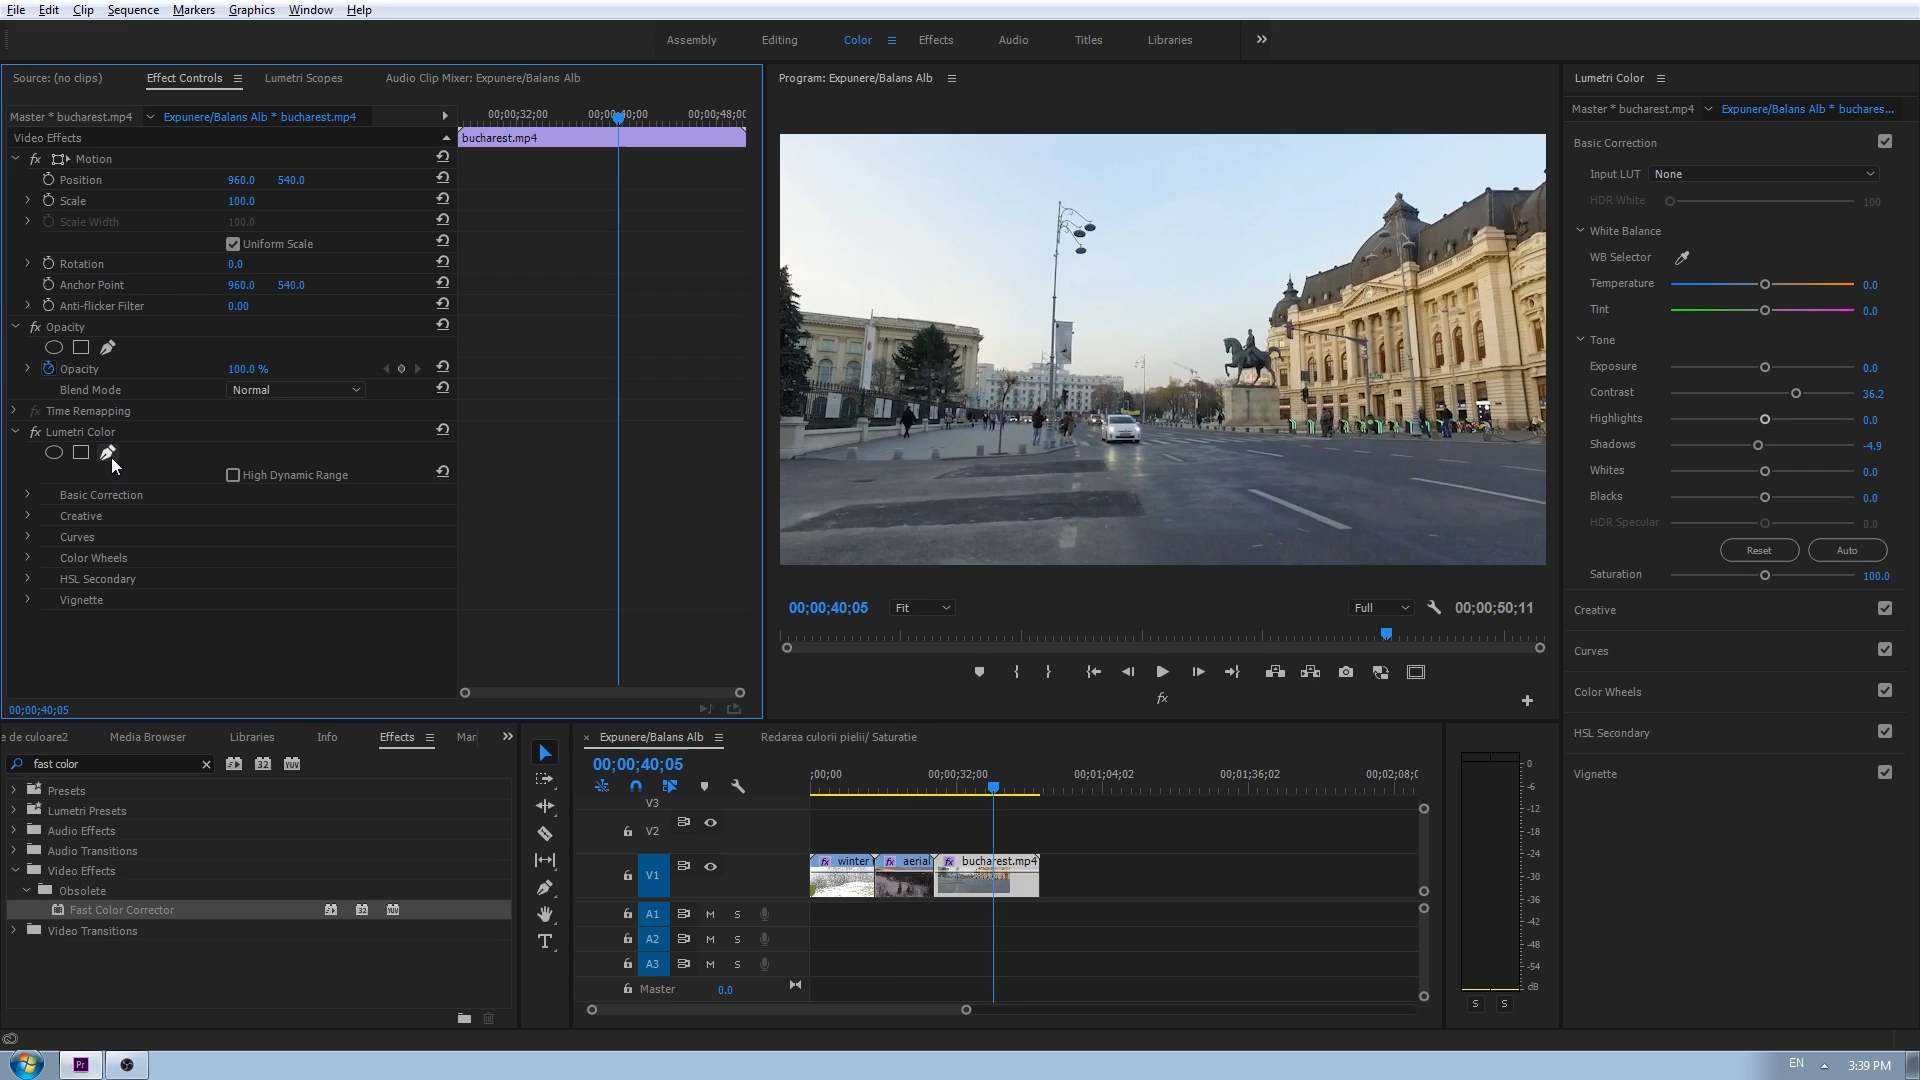 File Edit Clip Sequence Markers Graphics Window Help
Assembly Editing Color Effects Audio Titles Libraries
Source: (no clips) Effect Controls Lumetri Scopes Audio Clip Mixer: Expunere/Balans Alb
Master * bucharest.mp4 Expunere/Balans Alb * bucharest.mp4
00;00;32;00 00;00;40;00 00;00;48;00
Video Effects
bucharest.mp4
fx Motion
Position 960.0 540.0
Scale 100.0
Scale Width 100.0
Uniform Scale
Rotation 0.0
Anchor Point 960.0 540.0
Anti-flicker Filter 0.00
fx Opacity
Opacity 100.0 %
Blend Mode Normal
fx Time Remapping
fx Lumetri Color
High Dynamic Range
Basic Correction
Creative
Curves
Color Wheels
HSL Secondary
Vignette
00;00;40;05
Program: Expunere/Balans Alb
00;00;40;05 Fit Full 00;00;50;11
fx
Lumetri Color
Master * bucharest.mp4 Expunere/Balans Alb * buchares...
Basic Correction
Input LUT None
HDR White 100
White Balance
WB Selector
Temperature 0.0
Tint 0.0
Tone
Exposure 0.0
Contrast 36.2
Highlights 0.0
Shadows -4.9
Whites 0.0
Blacks 0.0
HDR Specular 0.0
Reset Auto
Saturation 100.0
Creative
Curves
Color Wheels
HSL Secondary
Vignette
e de culoare2 Media Browser Libraries Info Effects Mar
fast color 32 YUV
Presets
Lumetri Presets
Audio Effects
Audio Transitions
Video Effects
Obsolete
Fast Color Corrector 32 YUV
Video Transitions
T
× Expunere/Balans Alb Redarea culorii pielii/ Saturatie
00;00;40;05
;00;00 00;00;32;00 00;01;04;02 00;01;36;02 00;02;08;0
V3
V2
V1 fx winter fx aerial fx bucharest.mp4
A1 M S
A2 M S
A3 M S
Master 0.0
0
-6
-12
-18
-24
-30
-36
-42
-48
-54
dB
S S
Pr EN 3:39 PM